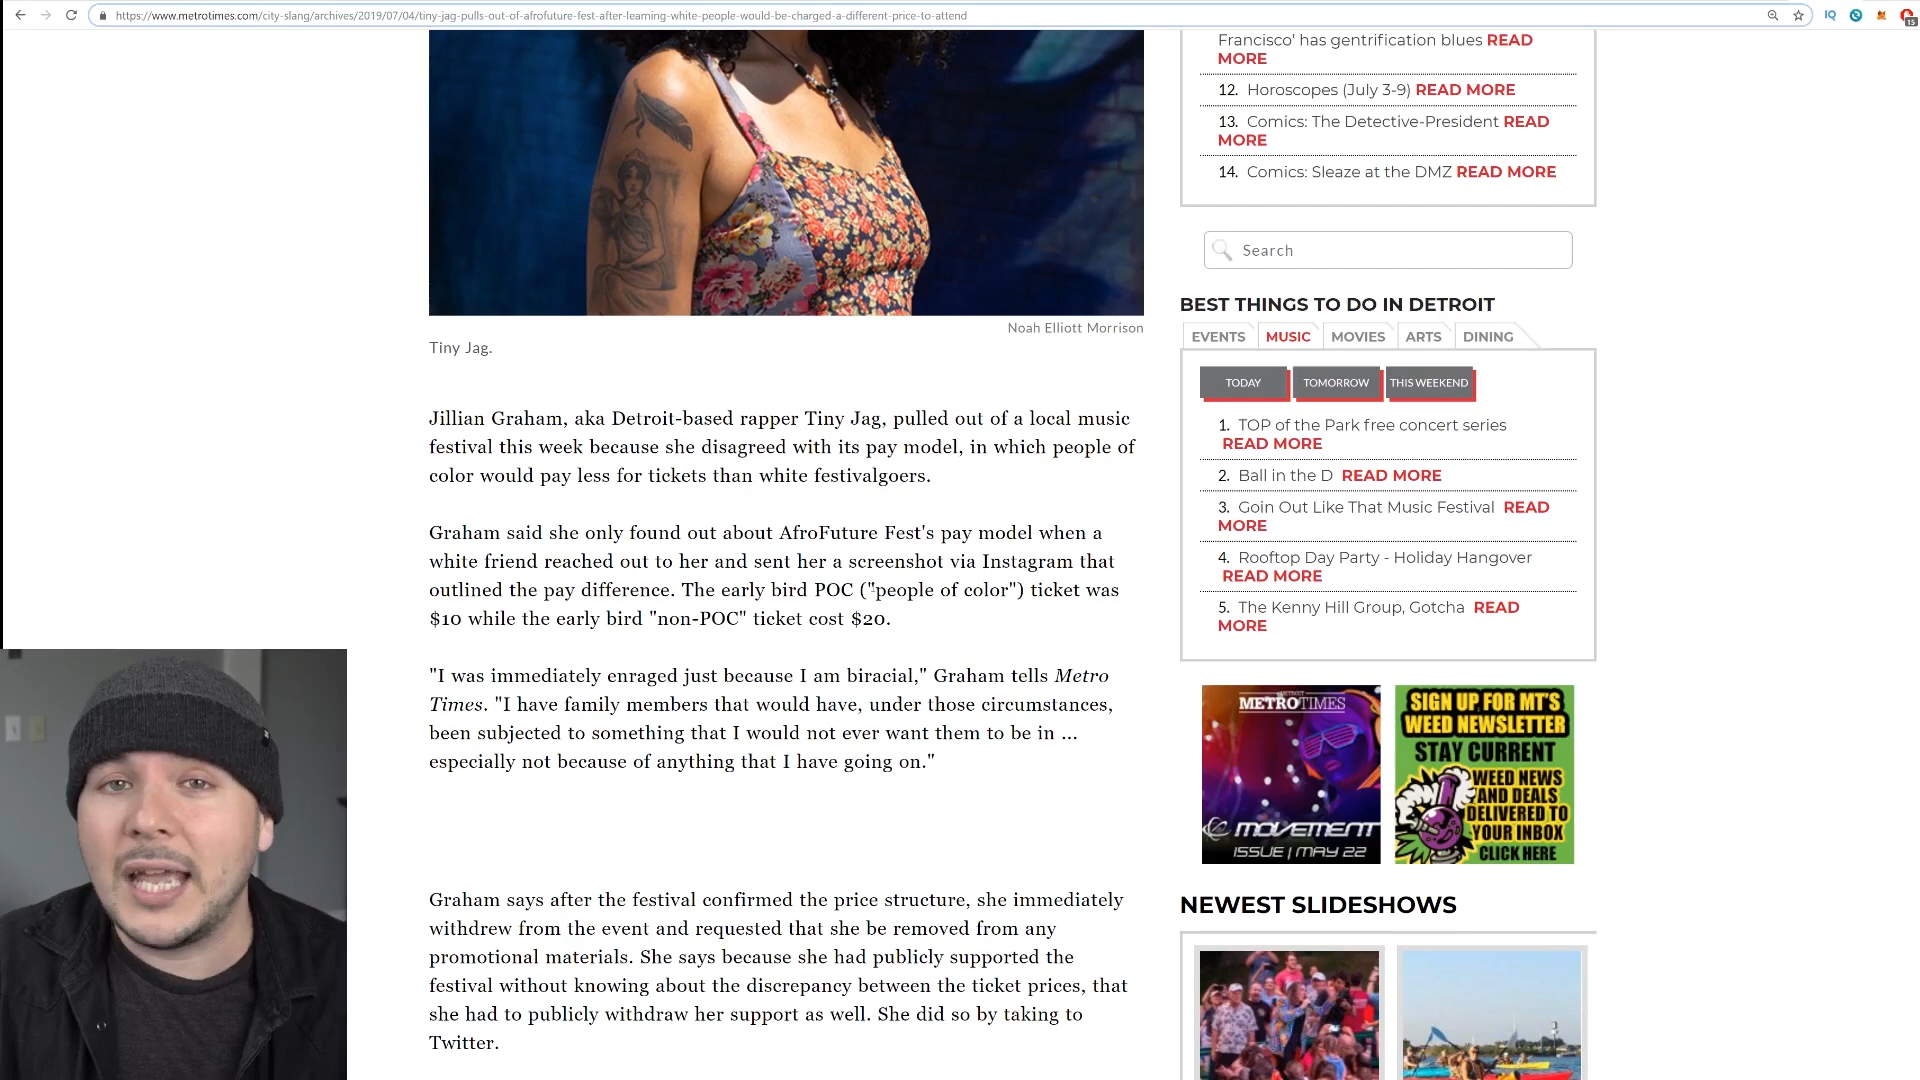 https://www.metrotimes.com/city-slang/archives/2019/07/04/tiny-jag-pulls-out-of-afrofuture-fest-after-learning-white-people-would-be-charged-a-different-price-to-attend
IQ
15
Noah Elliott Morrison
Tiny Jag.
Jillian Graham, aka Detroit-based rapper Tiny Jag, pulled out of a local music
festival this week because she disagreed with its pay model, in which people of
color would pay less for tickets than white festivalgoers.
Graham said she only found out about AfroFuture Fest's pay model when a
white friend reached out to her and sent her a screenshot via Instagram that
outlined the pay difference. The early bird POC ("people of color") ticket was
$10 while the early bird "non-POC" ticket cost $20.
"I was immediately enraged just because I am biracial," Graham tells Metro
Times. "I have family members that would have, under those circumstances,
been subjected to something that I would not ever want them to be in ...
especially not because of anything that I have going on."
Graham says after the festival confirmed the price structure, she immediately
withdrew from the event and requested that she be removed from any
promotional materials. She says because she had publicly supported the
festival without knowing about the discrepancy between the ticket prices, that
she had to publicly withdraw her support as well. She did so by taking to
Twitter.
Francisco' has gentrification blues READ
MORE
12. Horoscopes (July 3-9) READ MORE
13. Comics: The Detective-President READ
MORE
14. Comics: Sleaze at the DMZ READ MORE
Search
BEST THINGS TO DO IN DETROIT
EVENTS MUSIC MOVIES ARTS DINING
TODAY TOMORROW THIS WEEKEND
1. TOP of the Park free concert series
READ MORE
2. Ball in the D READ MORE
3. Goin Out Like That Music Festival READ
MORE
4. Rooftop Day Party - Holiday Hangover
READ MORE
5. The Kenny Hill Group, Gotcha READ
MORE
DETROIT
METROTIMES
MOVEMENT
ISSUE | MAY 22
SIGN UP FOR MT'S
WEED NEWSLETTER
STAY CURRENT
WEED NEWS
AND DEALS
DELIVERED TO
YOUR INBOX
CLICK HERE
NEWEST SLIDESHOWS